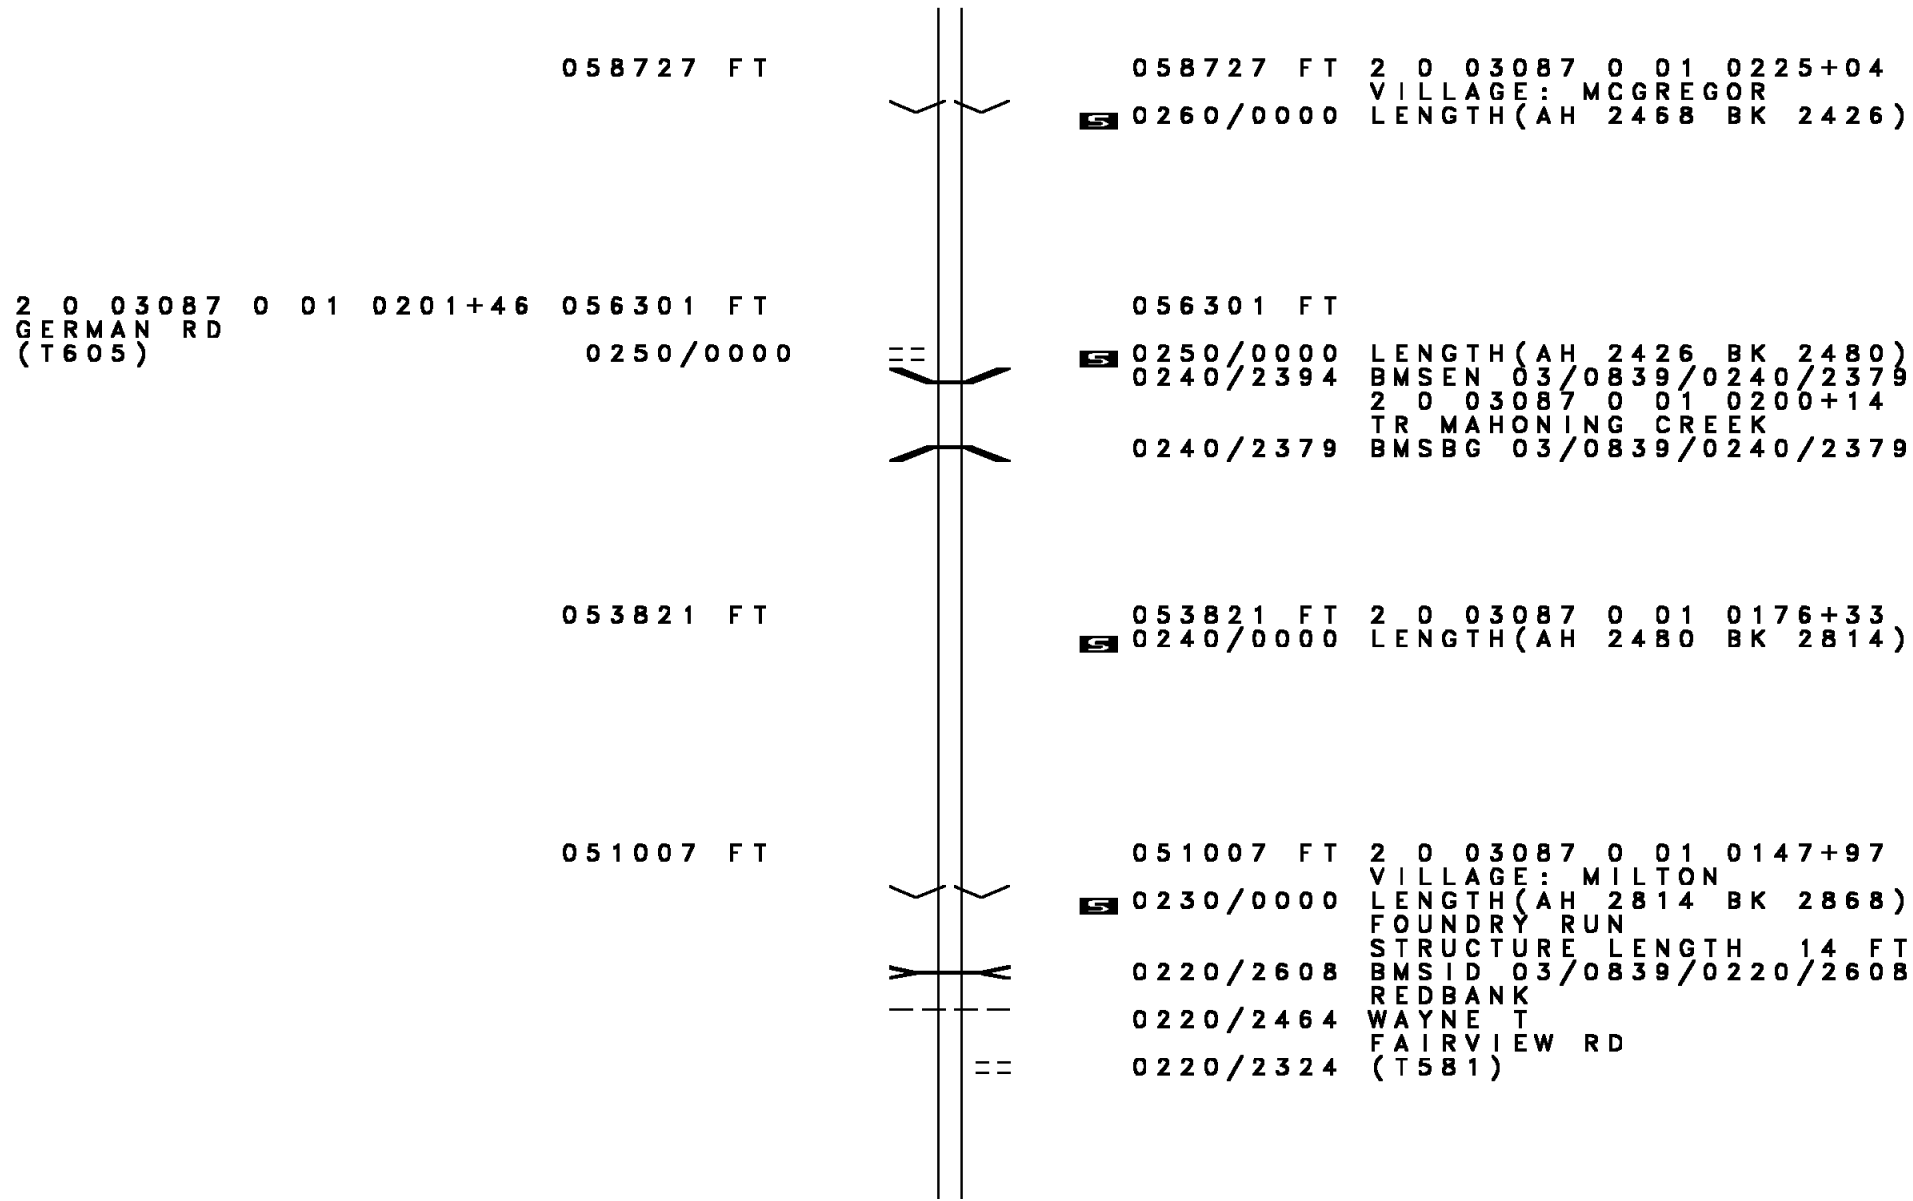 058727 FT 058727 FT 2 0 03087 0 01 0225+04
VILLAGE: MCGREGOR
S 0260/0000 LENGTH(AH 2468 BK 2426)
2 0 03087 0 01 0201+46 056301 FT 056301 FT
GERMAN RD
(T605) 0250/0000 S 0250/0000 LENGTH(AH 2426 BK 2480)
0240/2394 BMSEN 03/0839/0240/2379
2 0 03087 0 01 0200+14
TR MAHONING CREEK
0240/2379 BMSBG 03/0839/0240/2379
053821 FT 053821 FT 2 0 03087 0 01 0176+33
S 0240/0000 LENGTH(AH 2480 BK 2814)
051007 FT 051007 FT 2 0 03087 0 01 0147+97
VILLAGE: MILTON
S 0230/0000 LENGTH(AH 2814 BK 2868)
FOUNDRY RUN
STRUCTURE LENGTH 14 FT
0220/2608 BMSID 03/0839/0220/2608
REDBANK
0220/2464 WAYNE T
FAIRVIEW RD
0220/2324 (T581)